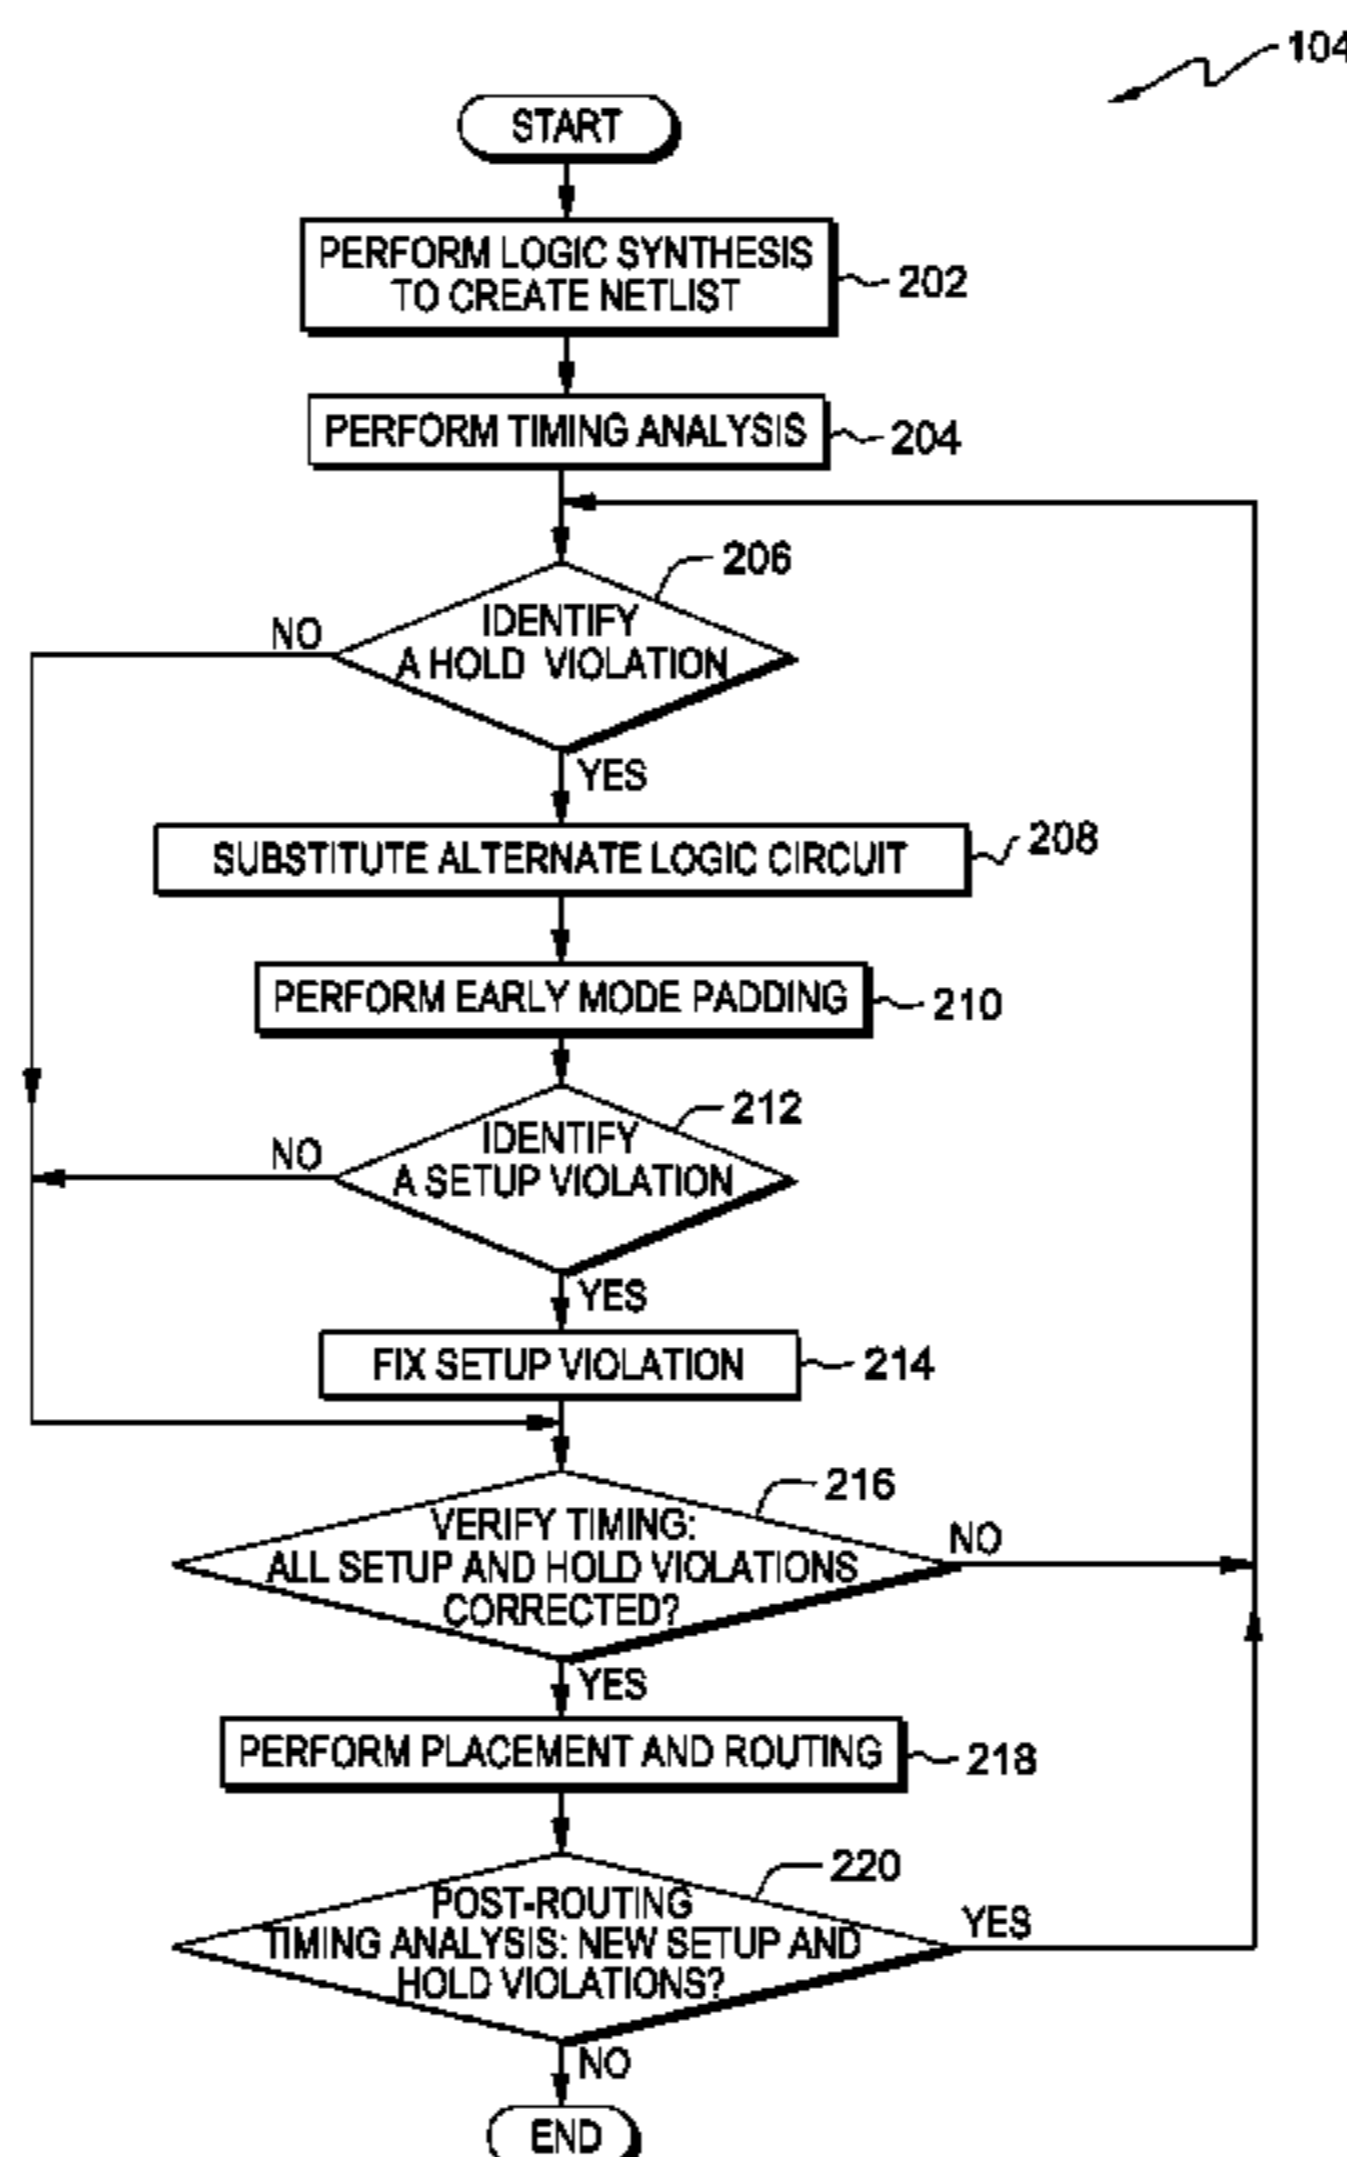 104
START
PERFORM LOGIC SYNTHESIS
TO CREATE NETLIST
202
PERFORM TIMING ANALYSIS
204
206
IDENTIFY
A HOLD VIOLATION
NO
YES
SUBSTITUTE ALTERNATE LOGIC CIRCUIT
208
PERFORM EARLY MODE PADDING
210
212
IDENTIFY
A SETUP VIOLATION
NO
YES
FIX SETUP VIOLATION
214
216
VERIFY TIMING:
ALL SETUP AND HOLD VIOLATIONS
CORRECTED?
NO
YES
PERFORM PLACEMENT AND ROUTING
218
220
POST-ROUTING
TIMING ANALYSIS: NEW SETUP AND
HOLD VIOLATIONS?
YES
NO
END